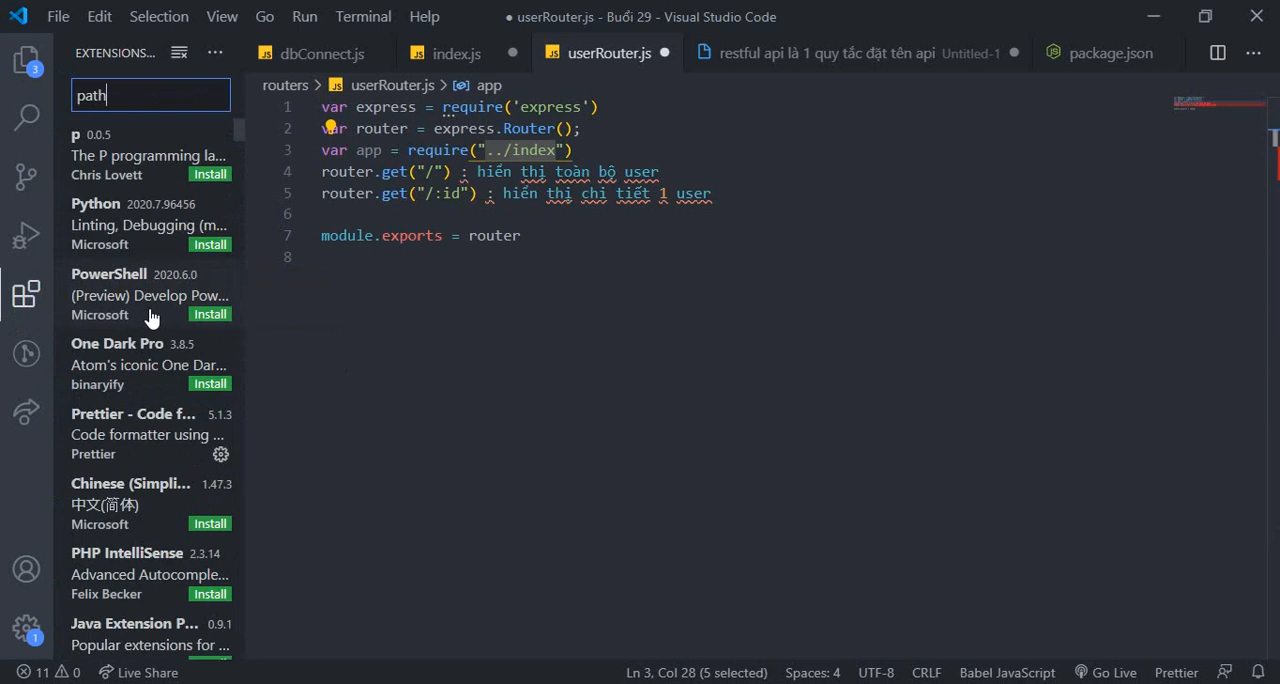 File Edit Selection View Go Run Terminal Help
● userRouter.js - Buổi 29 - Visual Studio Code
EXTENSIONS...
JS dbConnect.js
JS index.js
JS userRouter.js
restful api là 1 quy tắc đặt tên api Untitled-1
package.json
routers > JS userRouter.js > app
3
path
p 0.0.5
The P programming la...
Chris Lovett Install
Python 2020.7.96456
Linting, Debugging (m...
Microsoft Install
PowerShell 2020.6.0
(Preview) Develop Pow...
Microsoft Install
One Dark Pro 3.8.5
Atom's iconic One Dar...
binaryify Install
Prettier - Code f... 5.1.3
Code formatter using ...
Prettier
Chinese (Simpli... 1.47.3
中文(简体)
Microsoft Install
PHP IntelliSense 2.3.14
Advanced Autocomple...
Felix Becker Install
Java Extension P... 0.9.1
Popular extensions for ...
1
1 var express = require('express')
2 var router = express.Router();
3 var app = require("../index")
4 router.get("/") : hiển thị toàn bộ user
5 router.get("/:id") : hiển thị chi tiết 1 user
6
7 module.exports = router
8
11 0 Live Share
Ln 3, Col 28 (5 selected) Spaces: 4 UTF-8 CRLF Babel JavaScript Go Live Prettier